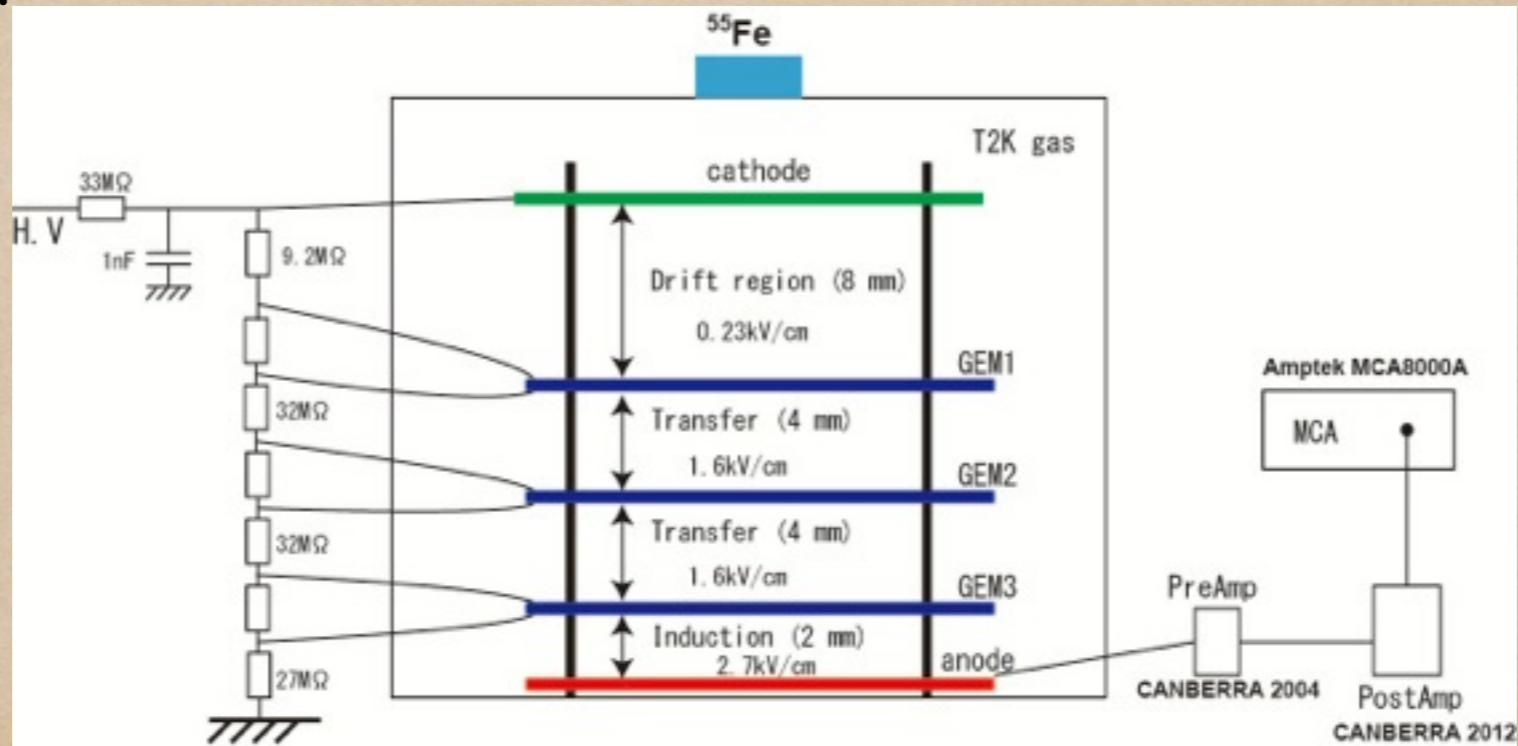 55Fe
T2K gas
cathode
33MΩ
H.V
1nF
9.2MΩ
Drift region (8 mm)
0.23kV/cm
GEM1
Amptek MCA8000A
MCA
32MΩ
Transfer (4 mm)
1.6kV/cm
GEM2
32MΩ
Transfer (4 mm)
1.6kV/cm
GEM3
PreAmp
Induction (2 mm)
2.7kV/cm
anode
27MΩ
CANBERRA 2004
PostAmp
CANBERRA 2012